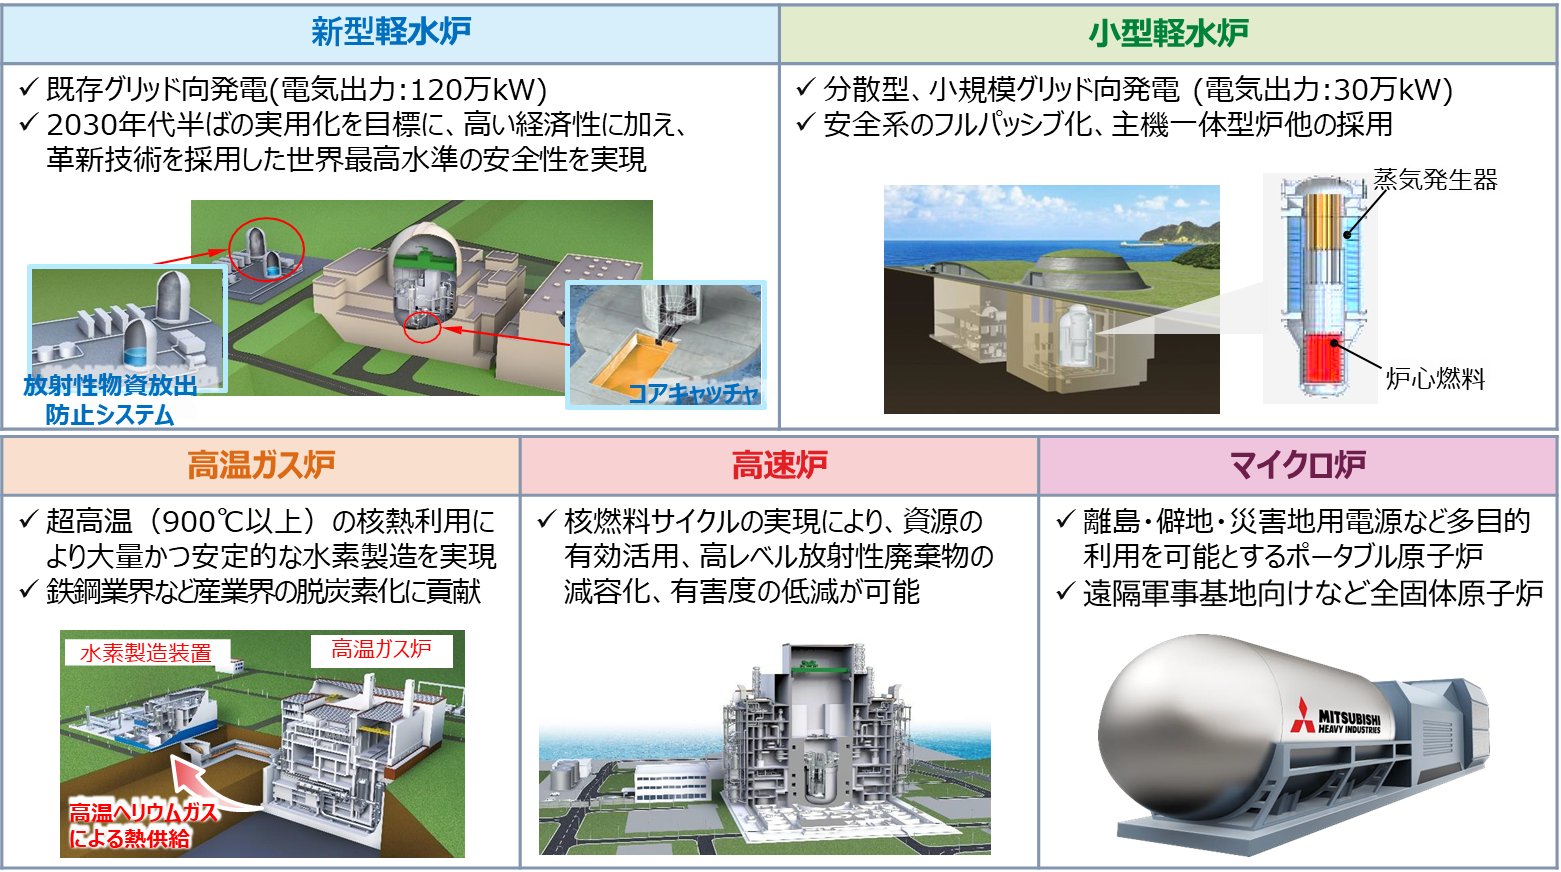 新型軽水炉
✓ 既存グリッド向発電(電気出力:120万kW)
✓ 2030年代半ばの実用化を目標に、高い経済性に加え、
革新技術を採用した世界最高水準の安全性を実現
放射性物資放出
防止システム
コアキャッチャ
小型軽水炉
✓ 分散型、小規模グリッド向発電 (電気出力:30万kW)
✓ 安全系のフルパッシブ化、主機一体型炉他の採用
蒸気発生器
炉心燃料
高温ガス炉
✓ 超高温（900℃以上）の核熱利用に
より大量かつ安定的な水素製造を実現
✓ 鉄鋼業界など産業界の脱炭素化に貢献
水素製造装置
高温ガス炉
高温ヘリウムガス
による熱供給
高速炉
✓ 核燃料サイクルの実現により、資源の
有効活用、高レベル放射性廃棄物の
減容化、有害度の低減が可能
マイクロ炉
✓ 離島・僻地・災害地用電源など多目的
利用を可能とするポータブル原子炉
✓ 遠隔軍事基地向けなど全固体原子炉
MITSUBISHI
HEAVY INDUSTRIES